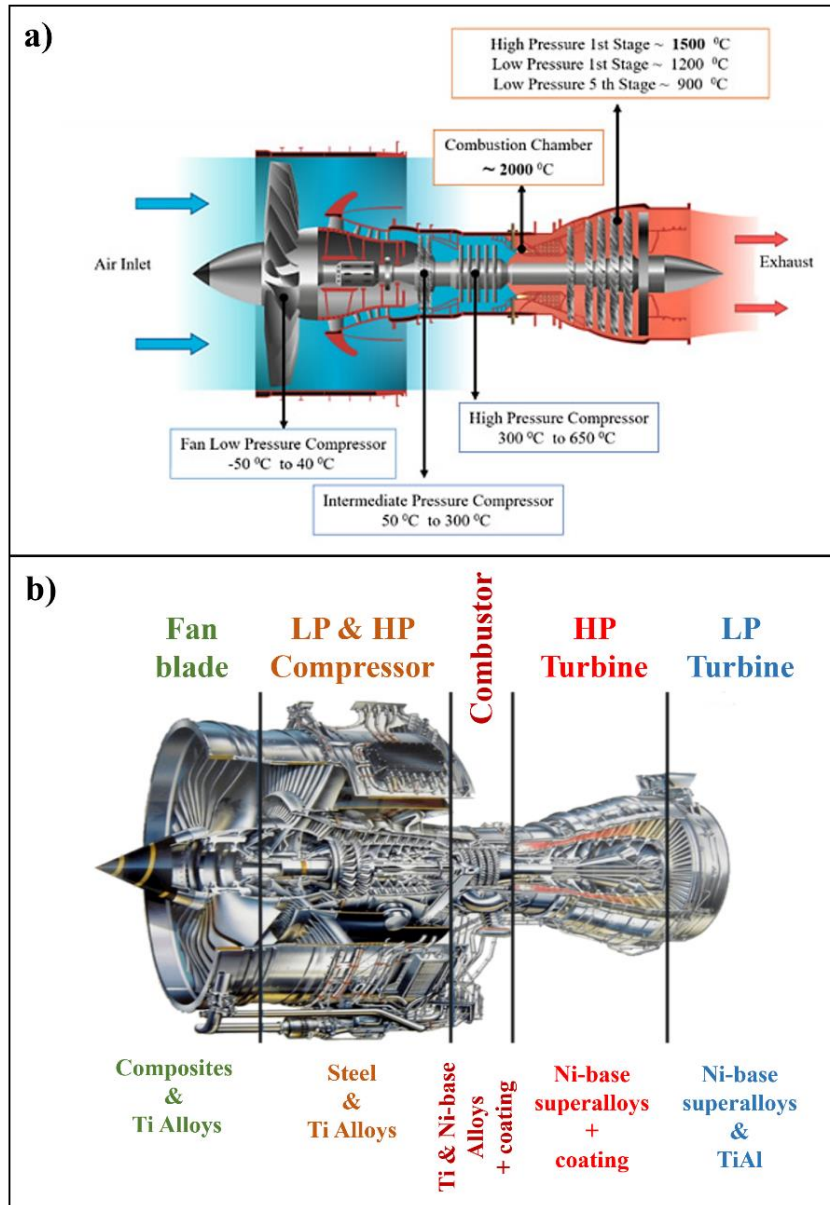 a)
High Pressure 1st Stage ~ 1500 ⁰C
Low Pressure 1st Stage ~ 1200 ⁰C
Low Pressure 5 th Stage ~ 900 ⁰C
Combustion Chamber
~ 2000 ⁰C
Air Inlet
Exhaust
High Pressure Compressor
300 ⁰C to 650 ⁰C
Fan Low Pressure Compressor
-50 ⁰C to 40 ⁰C
Intermediate Pressure Compressor
50 ⁰C to 300 ⁰C
b)
Fan
blade
LP & HP
Compressor
Combustor
HP
Turbine
LP
Turbine
Composites
&
Ti Alloys
Steel
&
Ti Alloys
Ti & Ni-base
Alloys
+ coating
Ni-base
superalloys
+
coating
Ni-base
superalloys
&
TiAl